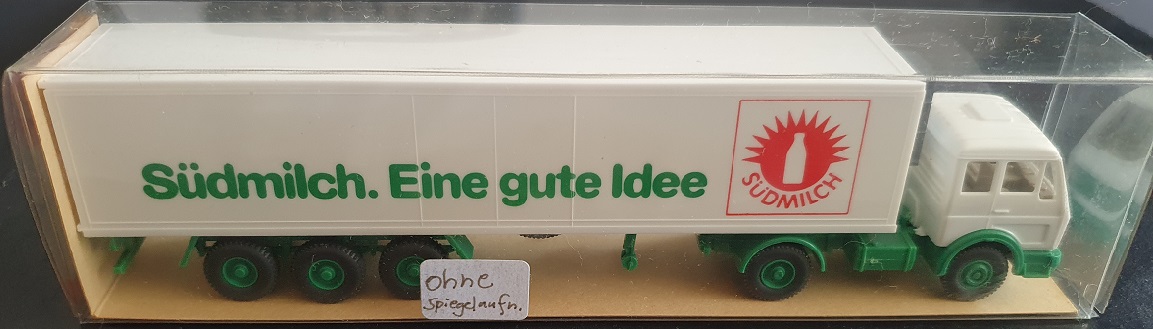 Südmilch. Eine gute Idee
SÜDMILCH
ohne
Spiegelaufn.